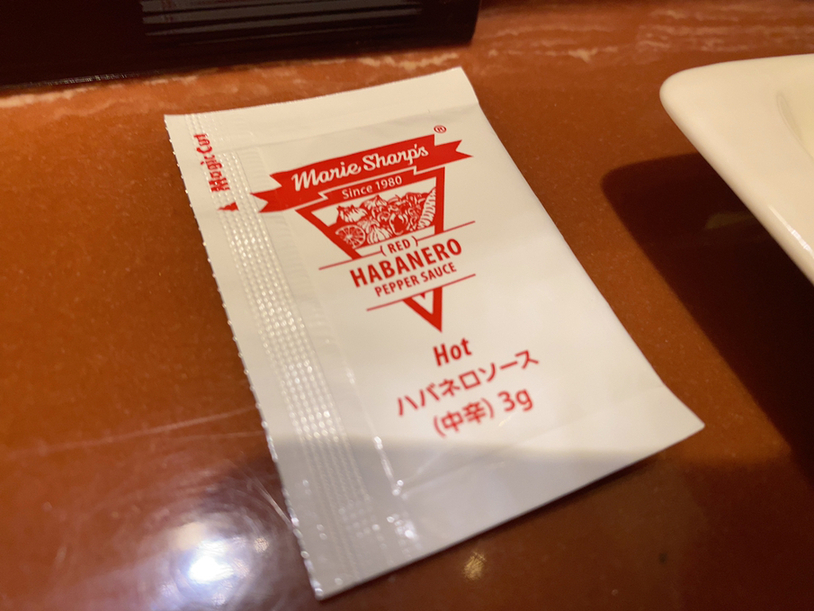 Magic Cut
Marie Sharp's®
Since 1980
(RED)
HABANERO
PEPPER SAUCE
Hot
ハバネロソース
(中辛) 3g